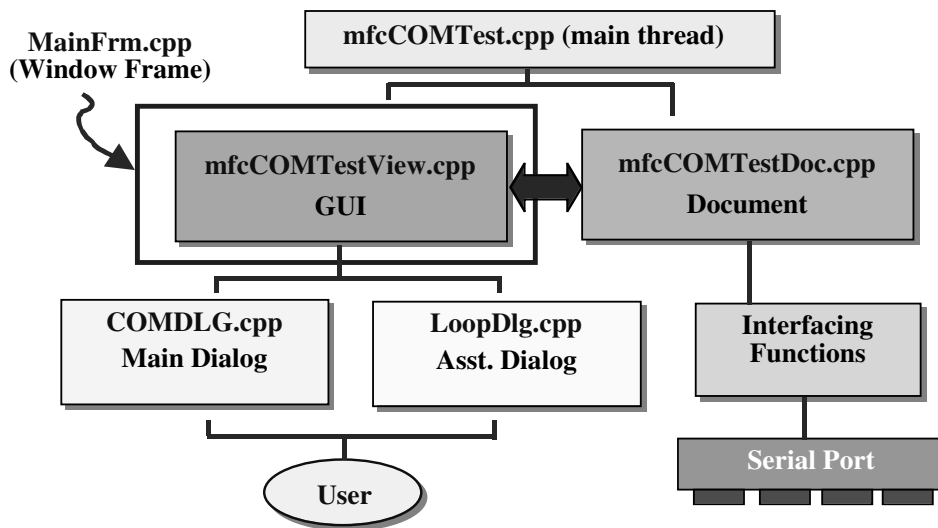 MainFrm.cpp
(Window Frame)
mfcCOMTest.cpp (main thread)
mfcCOMTestView.cpp
GUI
mfcCOMTestDoc.cpp
Document
COMDLG.cpp
Main Dialog
LoopDlg.cpp
Asst. Dialog
Interfacing
Functions
Serial Port
User